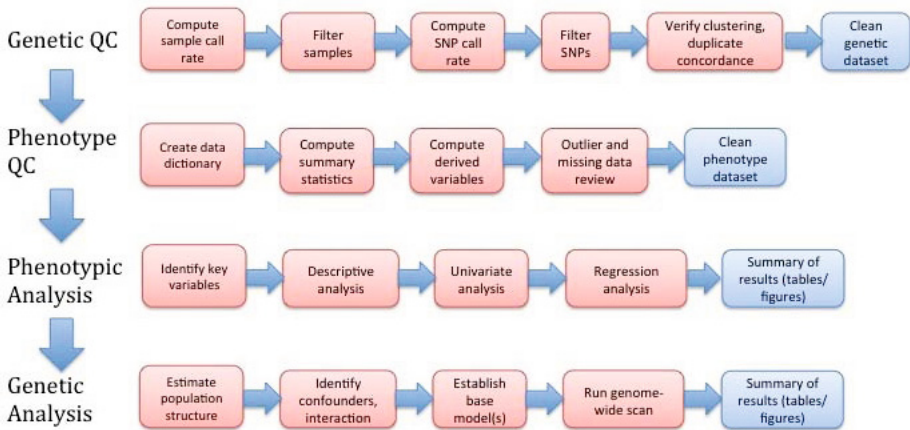 Genetic QC
Compute
sample call
rate
Filter
samples
Compute
SNP call
rate
Filter
SNPs
Verify clustering,
duplicate
concordance
Clean
genetic
dataset
Phenotype
QC
Create data
dictionary
Compute
summary
statistics
Compute
derived
variables
Outlier and
missing data
review
Clean
phenotype
dataset
Phenotypic
Analysis
Identify key
variables
Descriptive
analysis
Univariate
analysis
Regression
analysis
Summary of
results (tables/
figures)
Genetic
Analysis
Estimate
population
structure
Identify
confounders,
interaction
Establish
base
model(s)
Run genome-
wide scan
Summary of
results (tables/
figures)